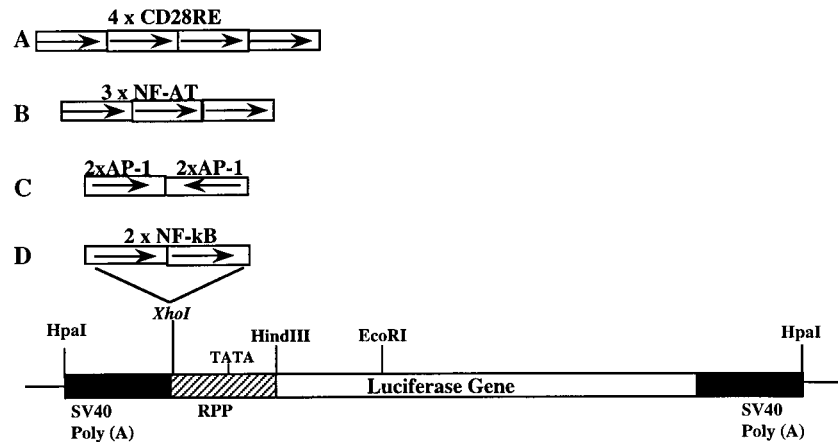 4 x CD28RE
A
3 x NF-AT
B
2xAP-1 2xAP-1
C
2 x NF-kB
D
XhoI
HpaI HindIII EcoRI HpaI
TATA
Luciferase Gene
SV40 RPP SV40
Poly (A) Poly (A)